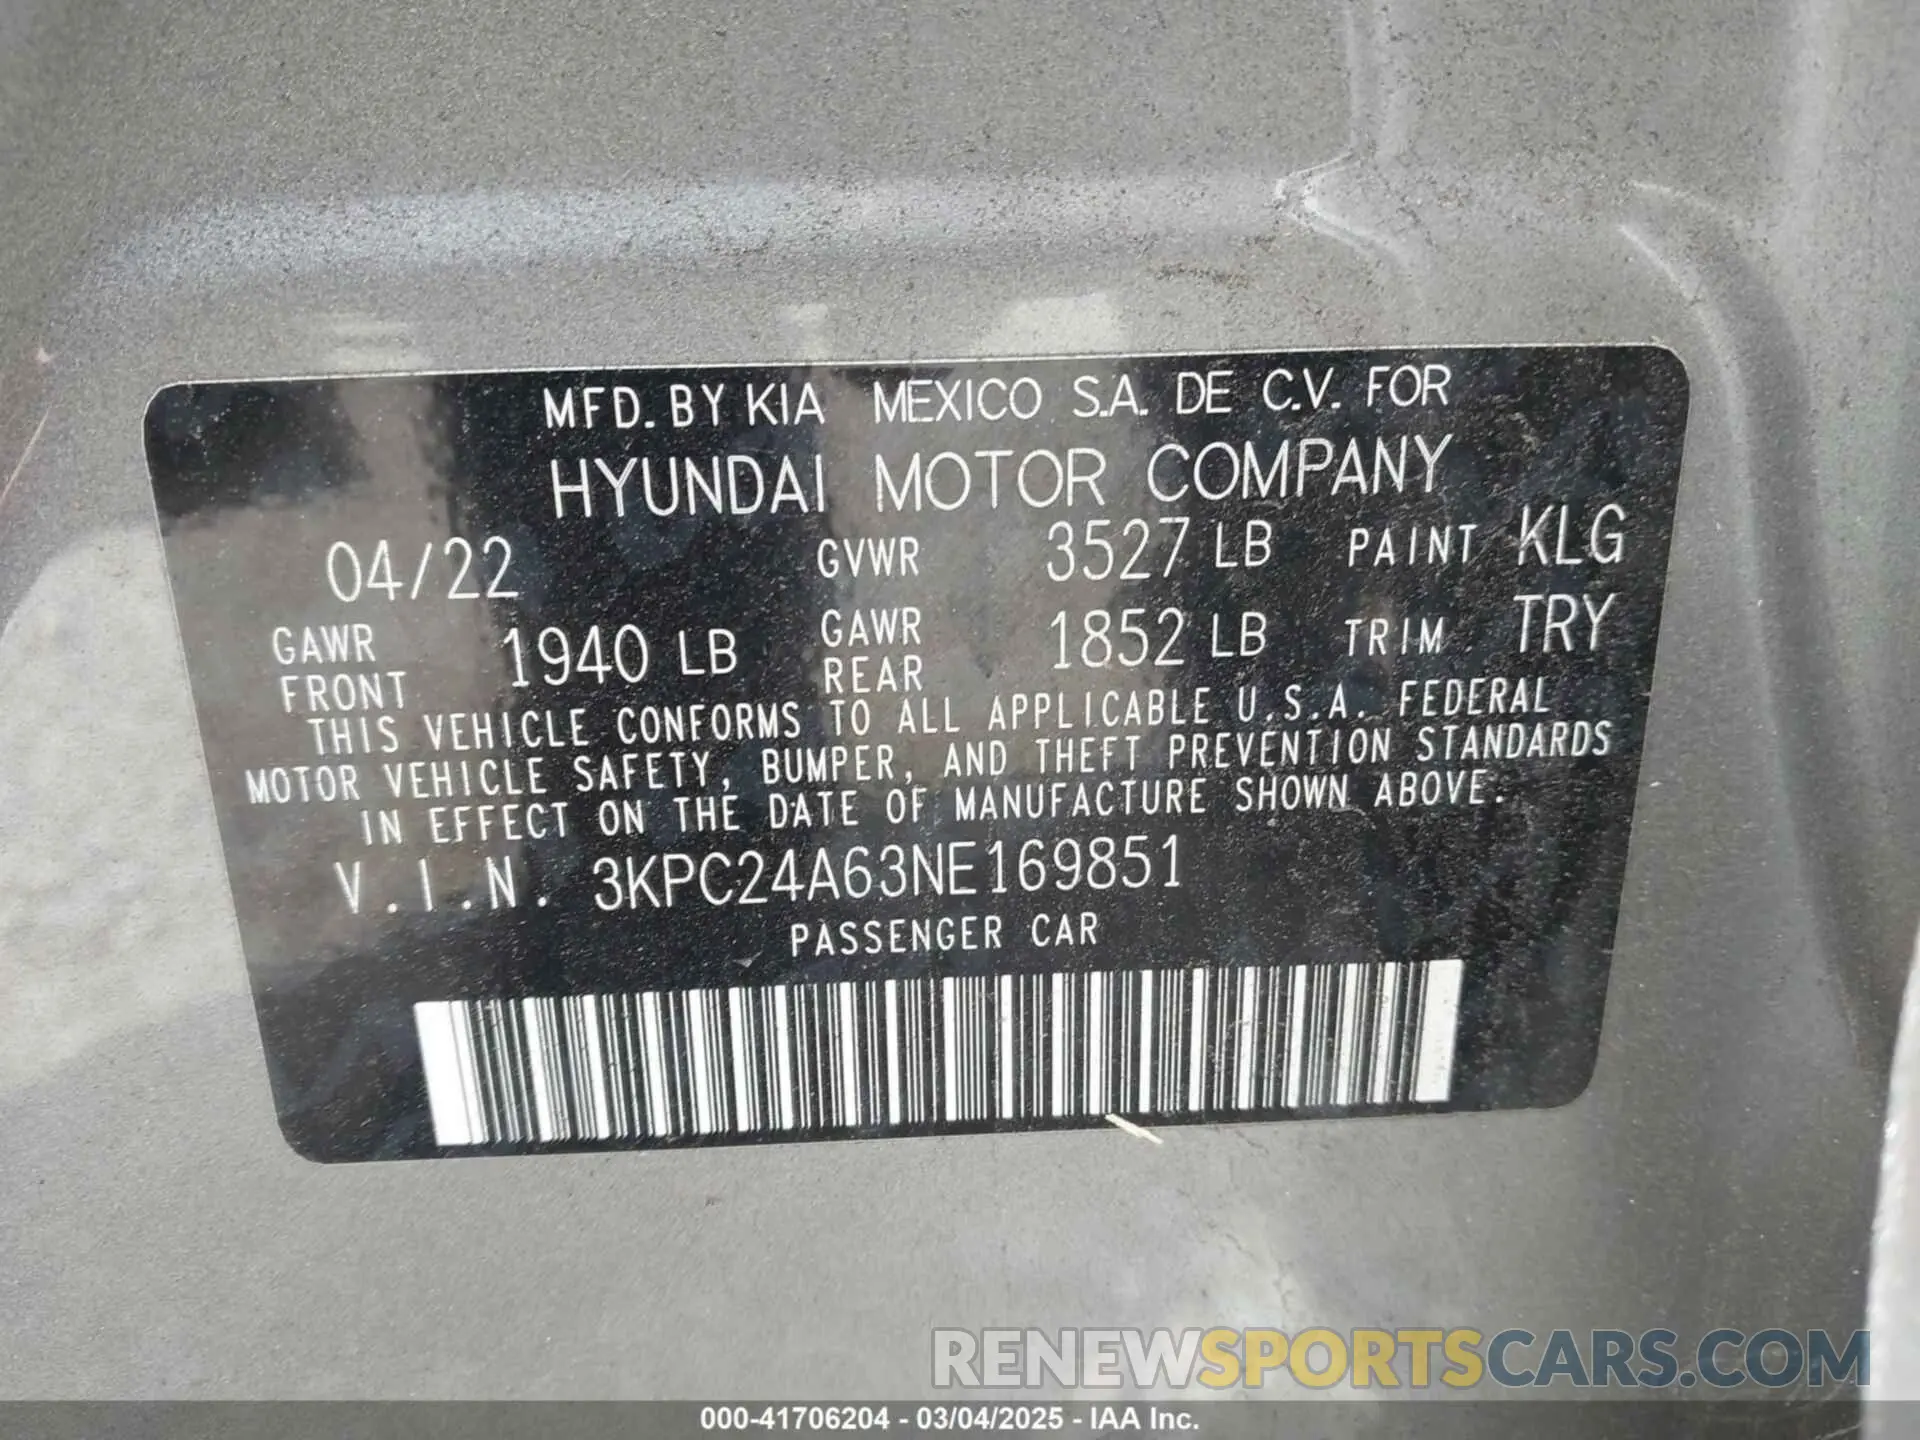 MFD. BY KIA MEXICO S.A. DE C.V. FOR
HYUNDAI MOTOR COMPANY
04/22 GVWR 3527 LB PAINT KLG
GAWR FRONT 1940 LB GAWR REAR 1852 LB TRIM TRY
THIS VEHICLE CONFORMS TO ALL APPLICABLE U.S.A. FEDERAL
MOTOR VEHICLE SAFETY, BUMPER, AND THEFT PREVENTION STANDARDS
IN EFFECT ON THE DATE OF MANUFACTURE SHOWN ABOVE.
V.I.N. 3KPC24A63NE169851
PASSENGER CAR
RENEWSPORTSCARS.COM
000-41706204 - 03/04/2025 - IAA Inc.